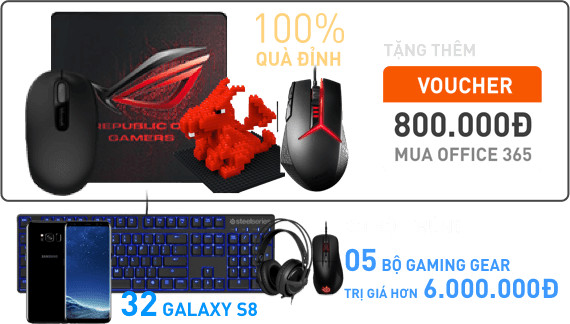 100%
QUÀ ĐỈNH
TẶNG THÊM
VOUCHER
800.000Đ
MUA OFFICE 365
REPUBLIC OF
GAMERS
steelseries
SAMSUNG
05 BỘ GAMING GEAR
TRỊ GIÁ HƠN 6.000.000Đ
32 GALAXY S8